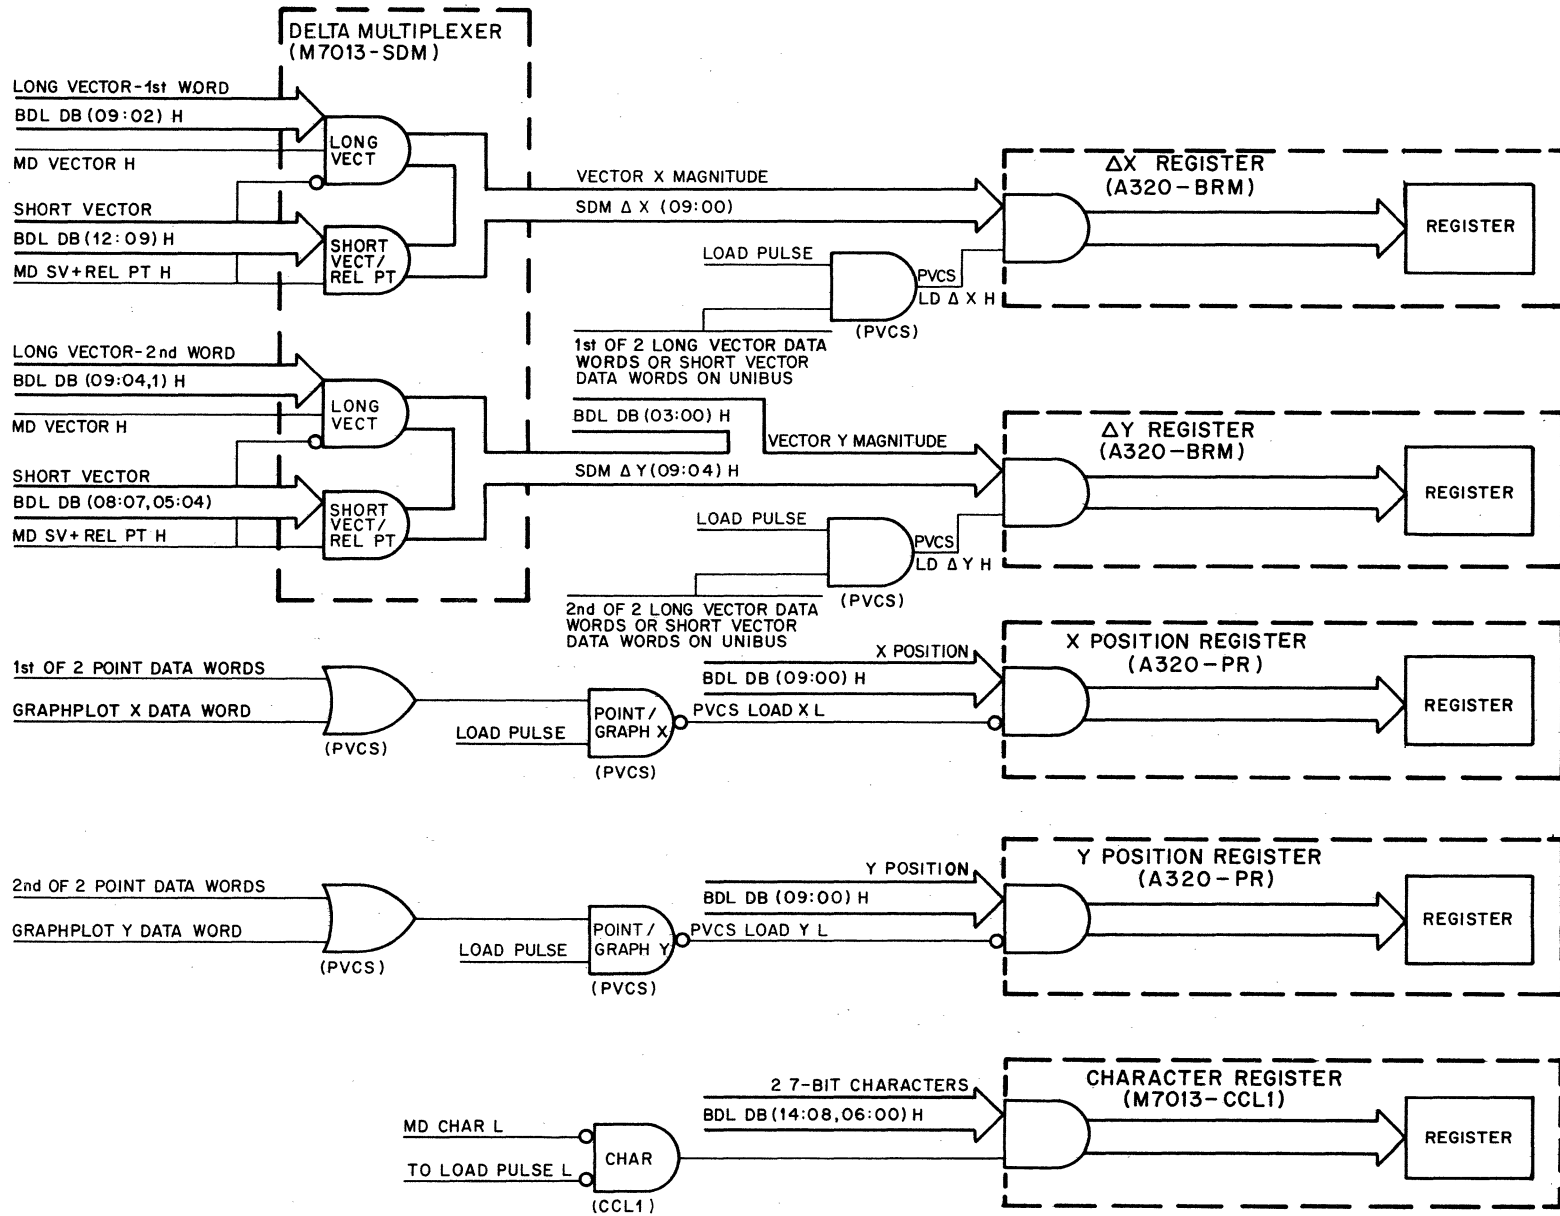 DELTA MULTIPLEXER
(M7013-SDM)
LONG VECTOR-1st WORD
BDL DB (09:02) H
MD VECTOR H
LONG
VECT
SHORT VECTOR
BDL DB (12:09) H
MD SV+REL PT H
SHORT
VECT/
REL PT
VECTOR X MAGNITUDE
SDM Δ X (09:00)
LOAD PULSE
PVCS
LD Δ X H
(PVCS)
1st OF 2 LONG VECTOR DATA
WORDS OR SHORT VECTOR
DATA WORDS ON UNIBUS
ΔX REGISTER
(A320-BRM)
REGISTER
LONG VECTOR-2nd WORD
BDL DB (09:04,1) H
MD VECTOR H
LONG
VECT
SHORT VECTOR
BDL DB (08:07,05:04)
MD SV+REL PT H
SHORT
VECT/
REL PT
BDL DB (03:00) H
VECTOR Y MAGNITUDE
SDM Δ Y (09:04) H
LOAD PULSE
PVCS
LD Δ Y H
(PVCS)
2nd OF 2 LONG VECTOR DATA
WORDS OR SHORT VECTOR
DATA WORDS ON UNIBUS
ΔY REGISTER
(A320-BRM)
REGISTER
1st OF 2 POINT DATA WORDS
GRAPHPLOT X DATA WORD
(PVCS)
LOAD PULSE
POINT/
GRAPH X
(PVCS)
X POSITION
BDL DB (09:00) H
PVCS LOAD X L
X POSITION REGISTER
(A320-PR)
REGISTER
2nd OF 2 POINT DATA WORDS
GRAPHPLOT Y DATA WORD
(PVCS)
LOAD PULSE
POINT/
GRAPH Y
(PVCS)
Y POSITION
BDL DB (09:00) H
PVCS LOAD Y L
Y POSITION REGISTER
(A320-PR)
REGISTER
MD CHAR L
TO LOAD PULSE L
CHAR
(CCL1)
2 7-BIT CHARACTERS
BDL DB (14:08,06:00) H
CHARACTER REGISTER
(M7013-CCL1)
REGISTER